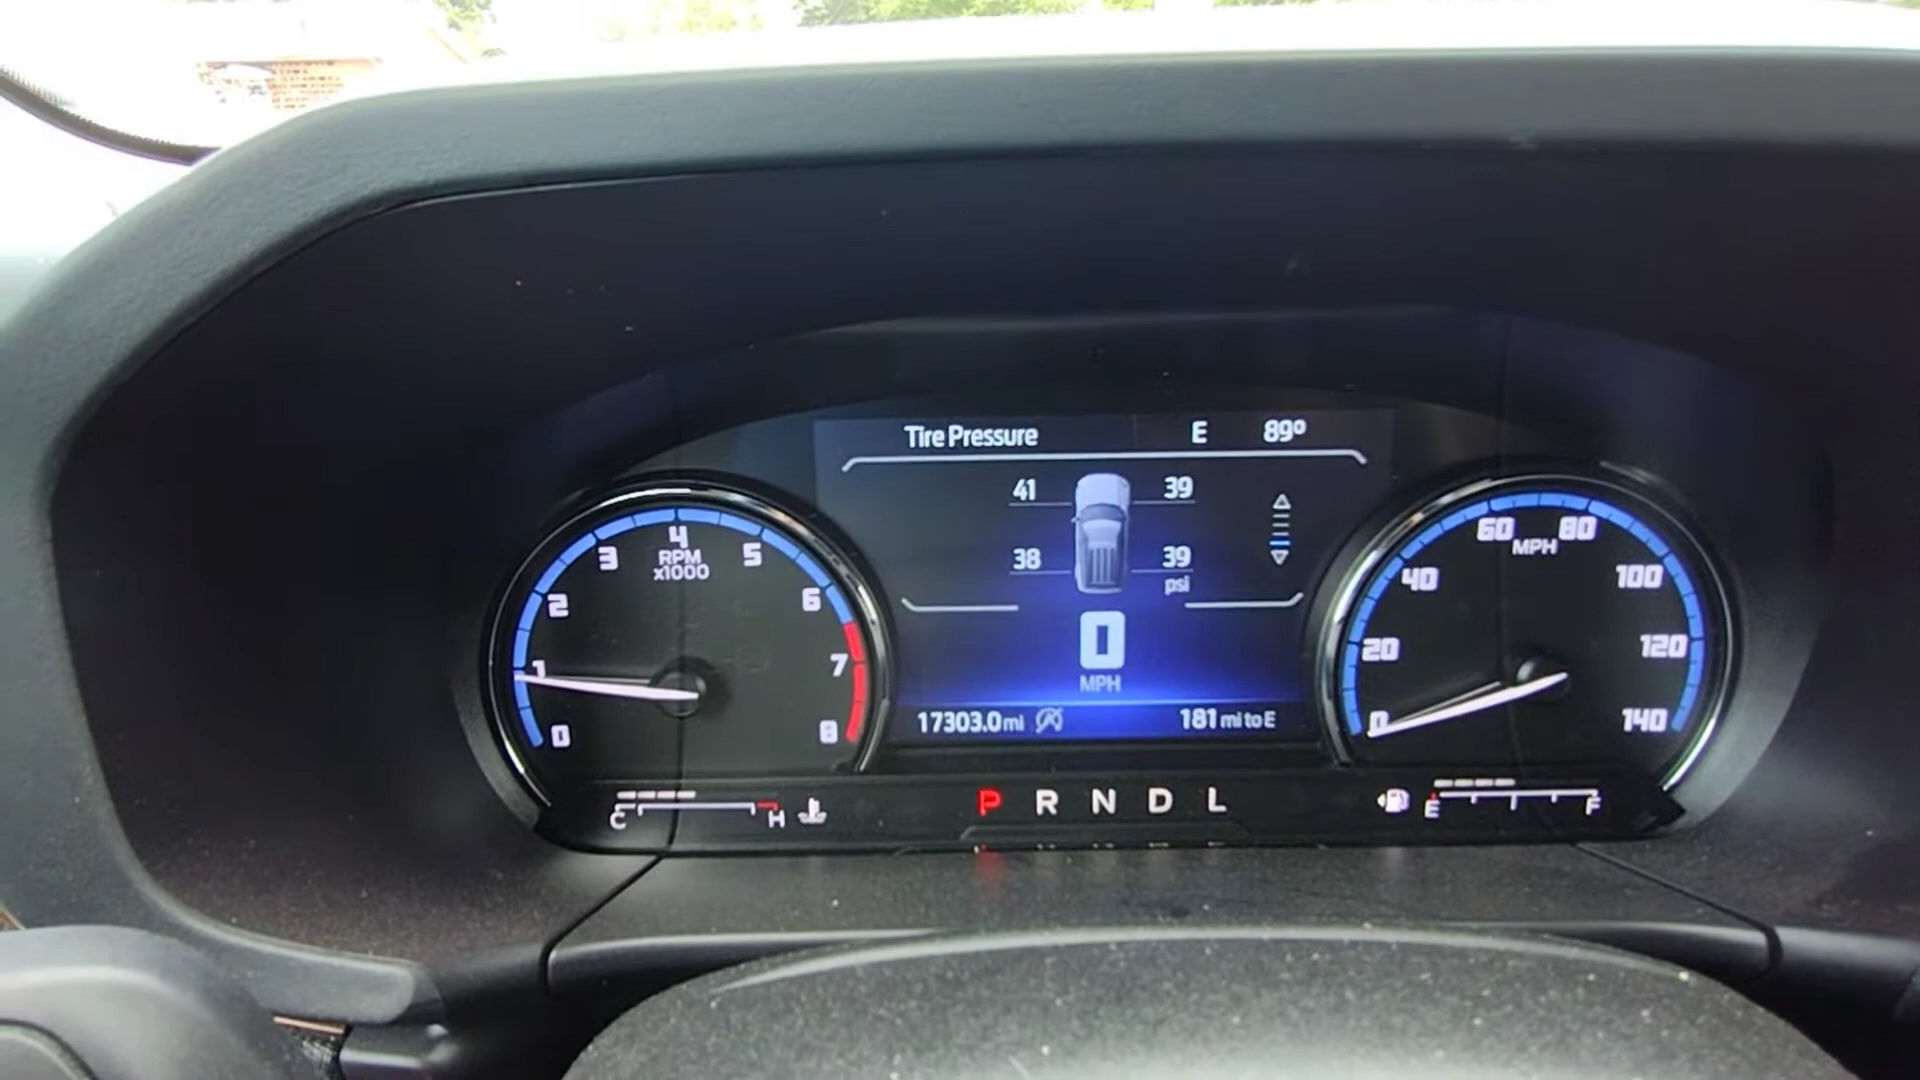 Tire Pressure E 89°
41 39
38 39
psi
0
MPH
17303.0 mi 181 mi to E
0 1 2 3 4 5 6 7 8
RPM
x1000
0 20 40 60 80 100 120 140
MPH
C H
P R N D L
E F